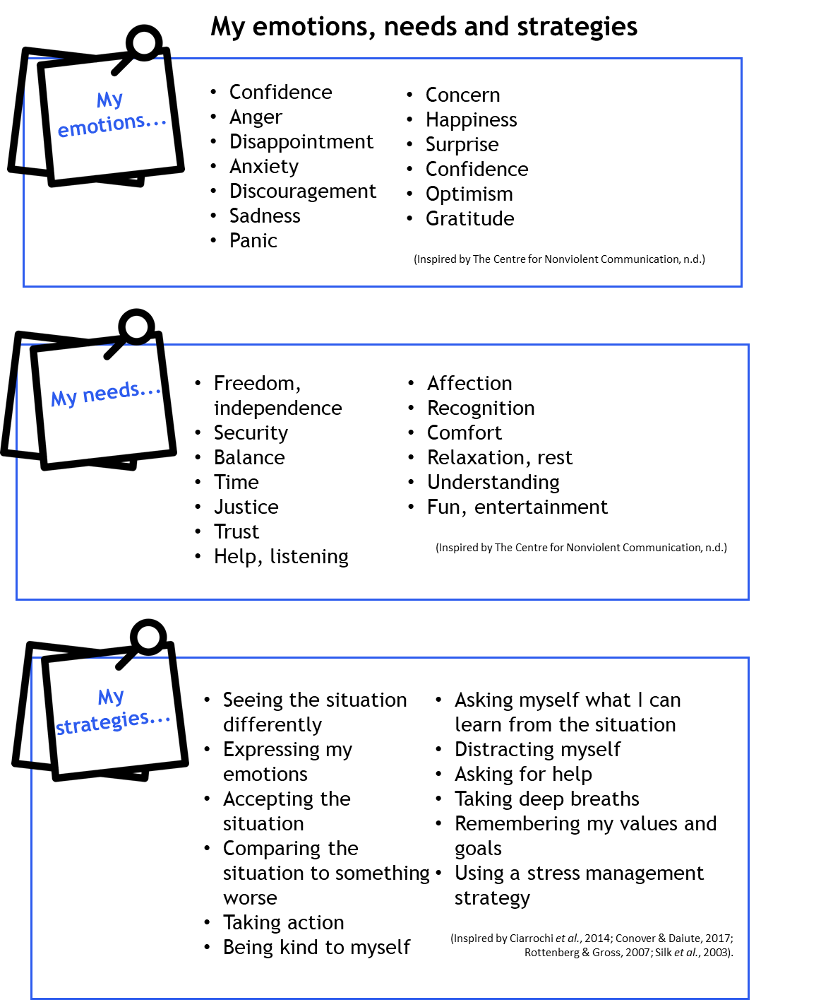 My emotions, needs and strategies
My
emotions...
• Confidence
• Anger
• Disappointment
• Anxiety
• Discouragement
• Sadness
• Panic
• Concern
• Happiness
• Surprise
• Confidence
• Optimism
• Gratitude
(Inspired by The Centre for Nonviolent Communication, n.d.)
My needs...
• Freedom,
independence
• Security
• Balance
• Time
• Justice
• Trust
• Help, listening
• Affection
• Recognition
• Comfort
• Relaxation, rest
• Understanding
• Fun, entertainment
(Inspired by The Centre for Nonviolent Communication, n.d.)
My
strategies...
• Seeing the situation
differently
• Expressing my
emotions
• Accepting the
situation
• Comparing the
situation to something
worse
• Taking action
• Being kind to myself
• Asking myself what I can
learn from the situation
• Distracting myself
• Asking for help
• Taking deep breaths
• Remembering my values and
goals
• Using a stress management
strategy
(Inspired by Ciarrochi et al., 2014; Conover & Daiute, 2017;
Rottenberg & Gross, 2007; Silk et al., 2003).